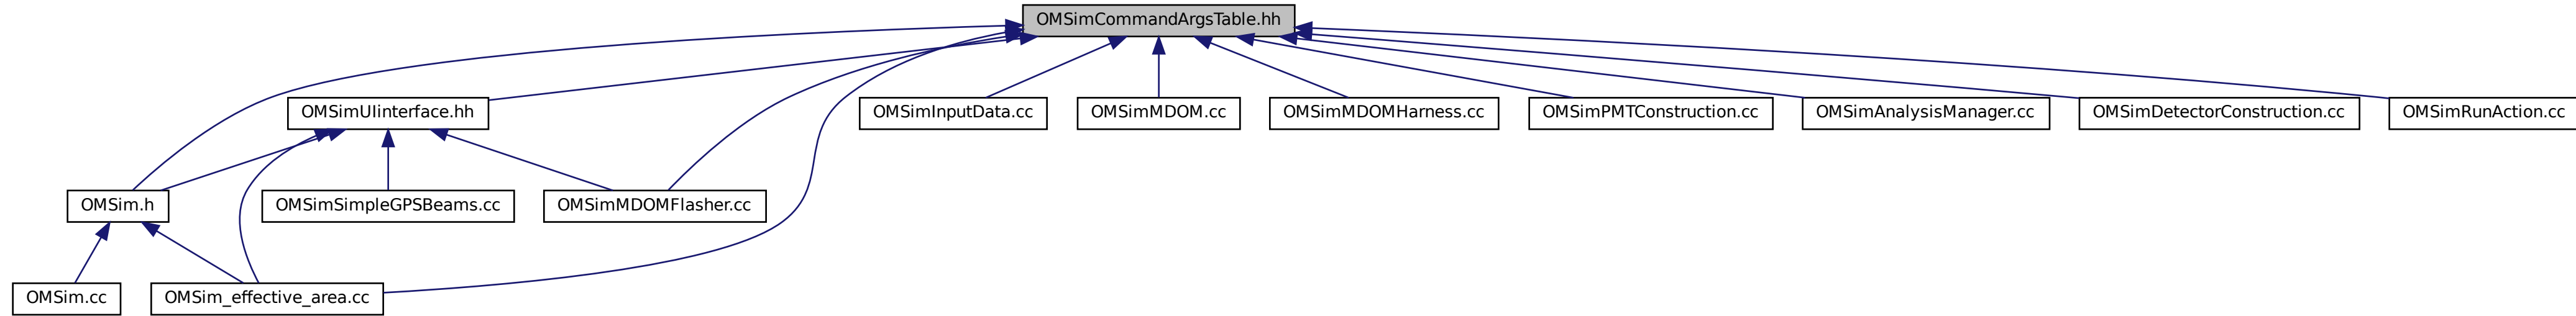 OMSimCommandArgsTable.hh
OMSimUIinterface.hh
OMSimInputData.cc
OMSimMDOM.cc
OMSimMDOMHarness.cc
OMSimPMTConstruction.cc
OMSimAnalysisManager.cc
OMSimDetectorConstruction.cc
OMSimRunAction.cc
OMSim.h
OMSimSimpleGPSBeams.cc
OMSimMDOMFlasher.cc
OMSim.cc
OMSim_effective_area.cc